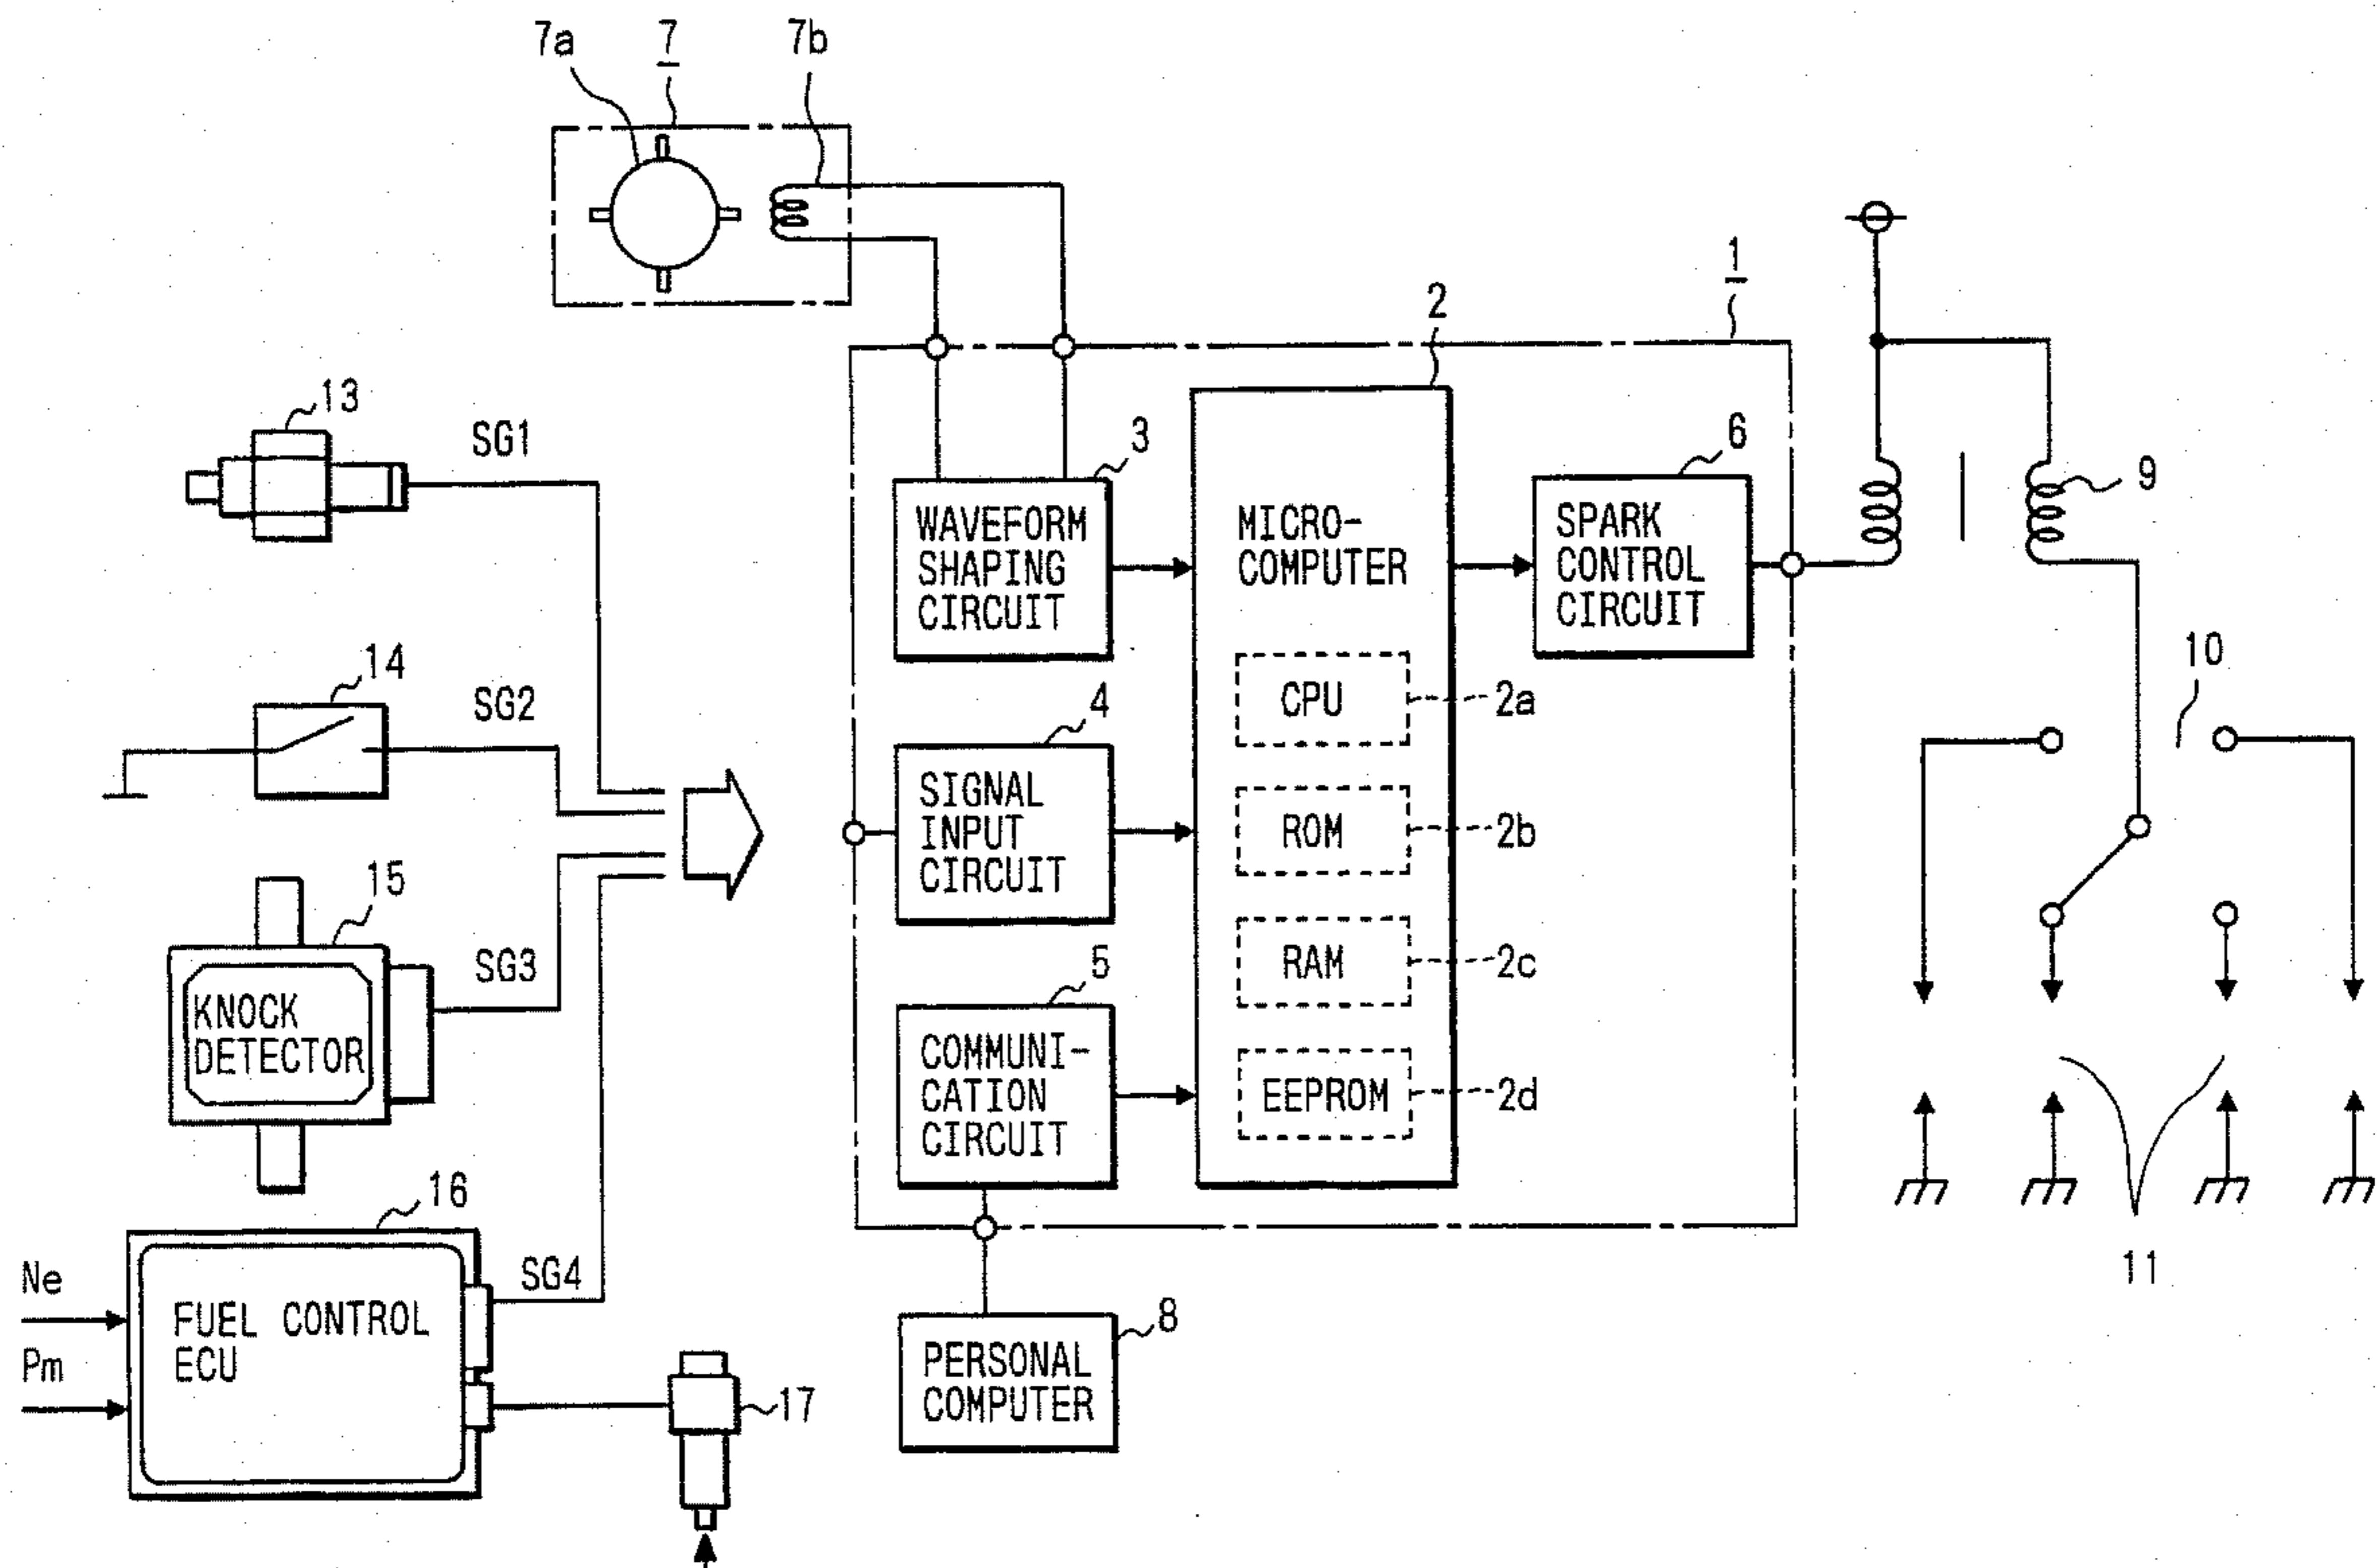 7a
7
7b
1
2
13
SG1
3
6
9
WAVEFORM
SHAPING
CIRCUIT
MICRO-
COMPUTER
SPARK
CONTROL
CIRCUIT
10
14
SG2
4
CPU
2a
SIGNAL
INPUT
CIRCUIT
ROM
2b
15
SG3
5
RAM
2c
KNOCK
DETECTOR
COMMUNI-
CATION
CIRCUIT
EEPROM
2d
16
SG4
11
Ne
Pm
FUEL CONTROL
ECU
8
PERSONAL
COMPUTER
17